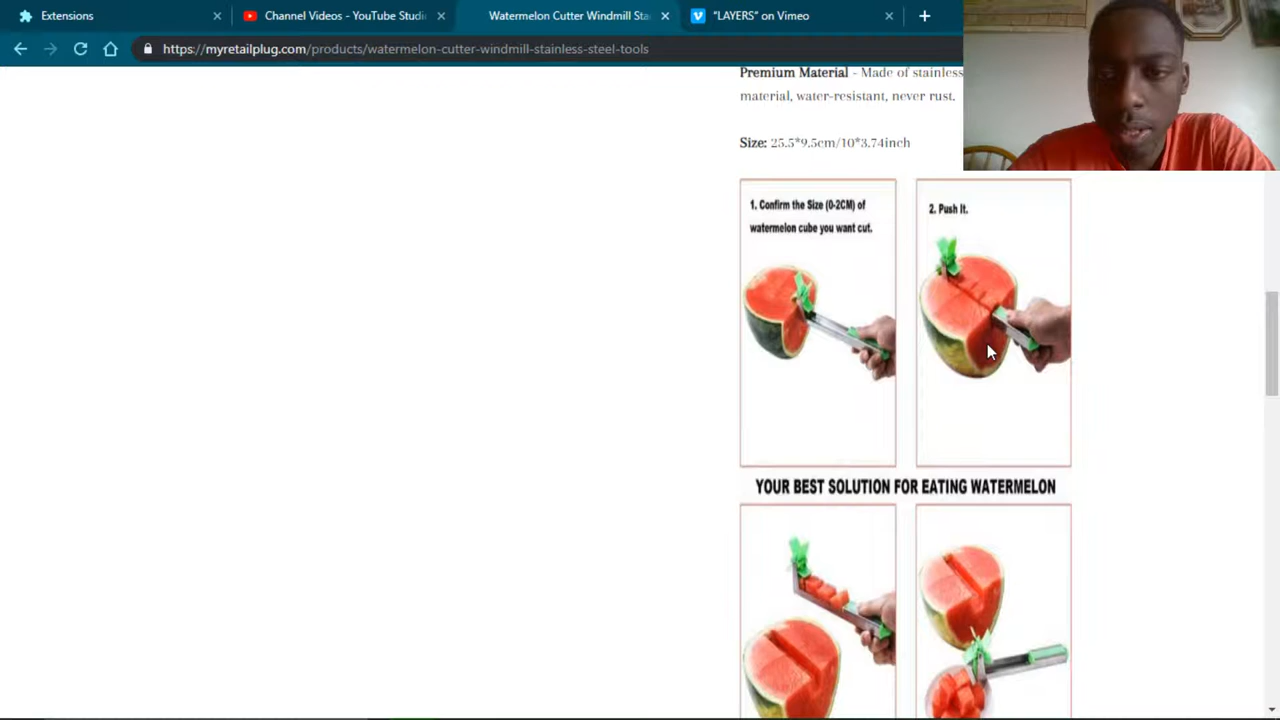 Extensions
Channel Videos - YouTube Studi
Watermelon Cutter Windmill Sta
"LAYERS" on Vimeo
https://myretailplug.com/products/watermelon-cutter-windmill-stainless-steel-tools
Premium Material - Made of stainless
material, water-resistant, never rust.
Size: 25.5*9.5cm/10*3.74inch
1. Confirm the Size (0-2CM) of
watermelon cube you want cut.
2. Push It.
YOUR BEST SOLUTION FOR EATING WATERMELON